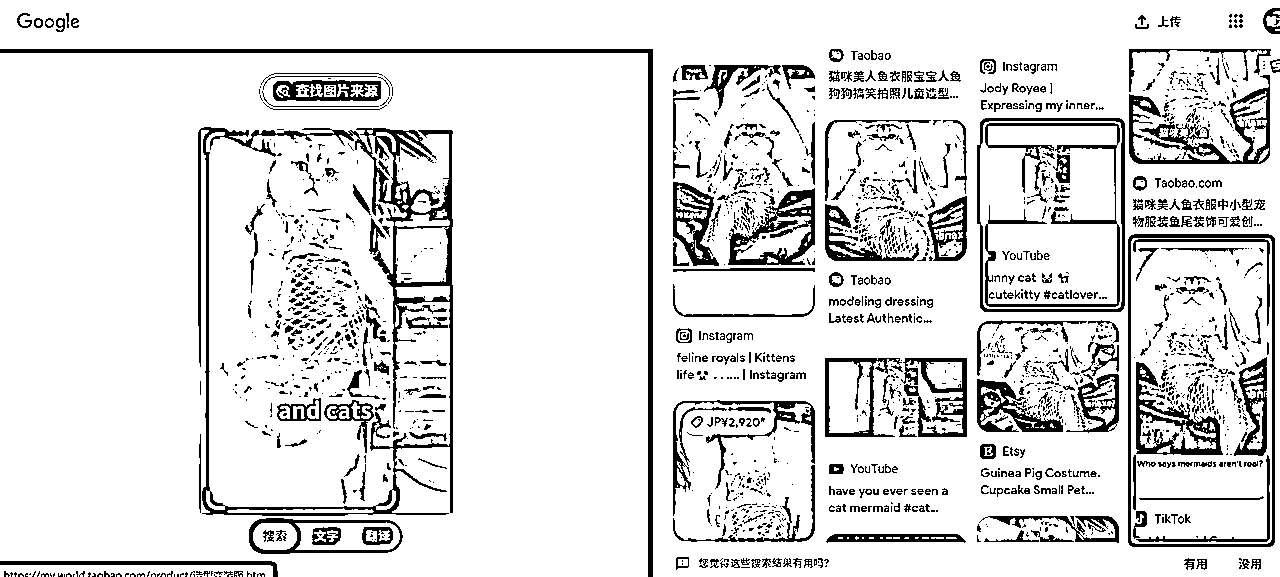 Google
上传
查找图片来源
and cats
搜索
文字
翻译
Instagram
feline royals | Kittens
life
...... | Instagram
JP¥2,920*
Taobao
猫咪美人鱼衣服宝宝人鱼
狗狗搞笑拍照儿童造型...
Taobao
modeling dressing
Latest Authentic...
YouTube
have you ever seen a
cat mermaid #cat...
Instagram
Jody Royee |
Expressing my inner...
YouTube
unny cat
cutekitty #catlover...
Etsy
Guinea Pig Costume.
Cupcake Small Pet...
Taobao.com
猫咪美人鱼衣服中小型宠
物服装鱼尾装饰可爱创...
Who says mermaids aren't real?
TikTok
您觉得这些搜索结果有用吗?
有用
没用